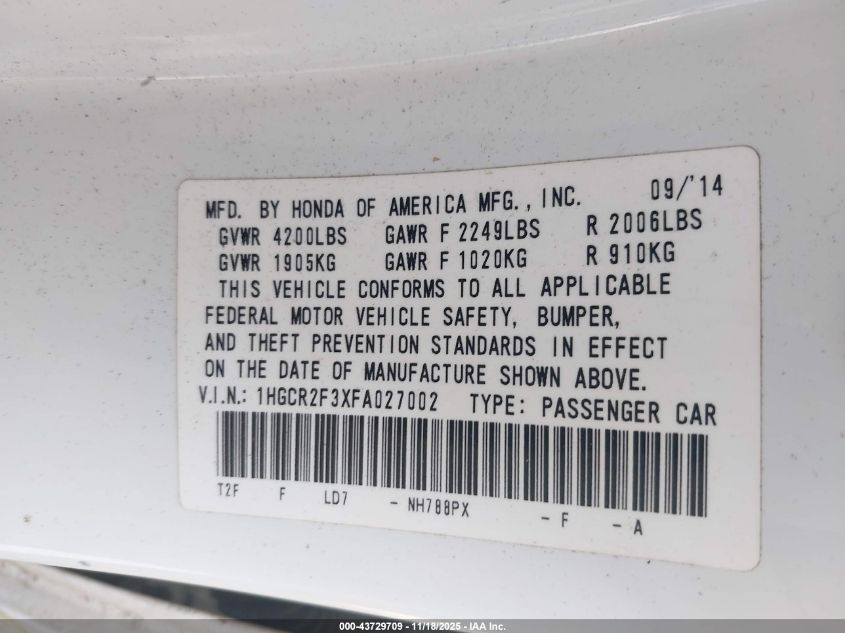 MFD. BY HONDA OF AMERICA MFG., INC. 09/'14
GVWR 4200LBS GAWR F 2249LBS R 2006LBS
GVWR 1905KG GAWR F 1020KG R 910KG
THIS VEHICLE CONFORMS TO ALL APPLICABLE
FEDERAL MOTOR VEHICLE SAFETY, BUMPER,
AND THEFT PREVENTION STANDARDS IN EFFECT
ON THE DATE OF MANUFACTURE SHOWN ABOVE.
V.I.N.: 1HGCR2F3XFA027002 TYPE: PASSENGER CAR
T2F F LD7 - NH788PX - F - A
000-43729709 - 11/18/2025 - IAA Inc.